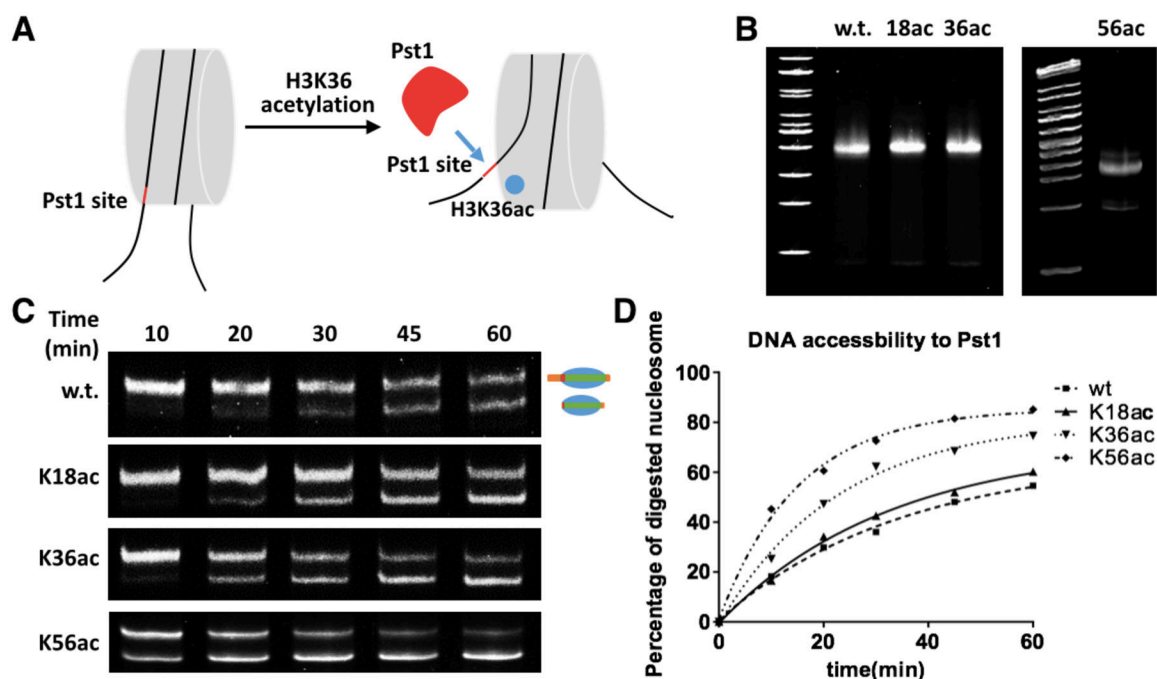 A
H3K36
acetylation
Pst1
Pst1 site
Pst1 site
H3K36ac
B
w.t. 18ac 36ac
56ac
C
Time
(min)
10 20 30 45 60
w.t.
K18ac
K36ac
K56ac
D
DNA accessbility to Pst1
Percentage of digested nucleosome
100
80
60
40
20
0
0 20 40 60
time(min)
wt
K18ac
K36ac
K56ac